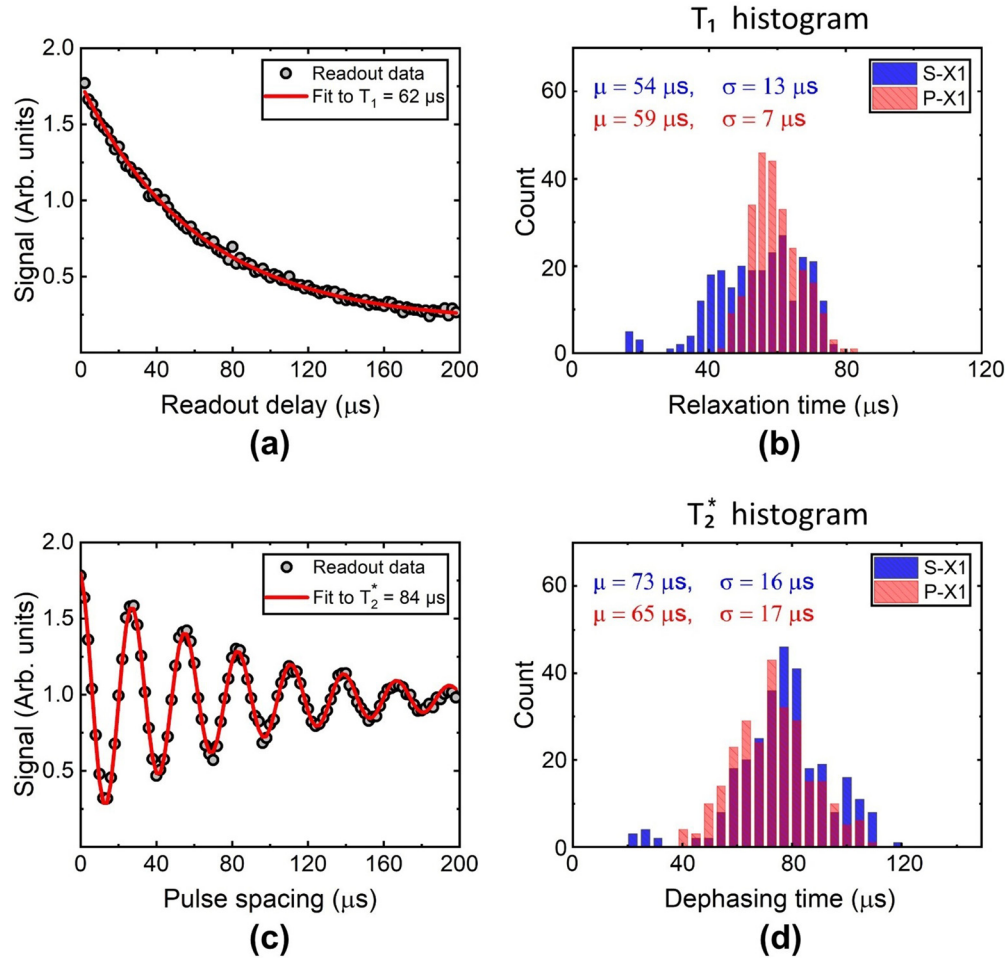 2.0
1.5
1.0
0.5
0 40 80 120 160 200
Signal (Arb. units)
Readout delay (μs)
Readout data
Fit to T₁ = 62 μs
(a)
T₁ histogram
60
40
20
0
0 40 80 120
Count
Relaxation time (μs)
μ = 54 μs, σ = 13 μs
μ = 59 μs, σ = 7 μs
S-X1
P-X1
(b)
2.0
1.5
1.0
0.5
0 40 80 120 160 200
Signal (Arb. units)
Pulse spacing (μs)
Readout data
Fit to T₂* = 84 μs
(c)
T₂* histogram
60
40
20
0
0 40 80 120
Count
Dephasing time (μs)
μ = 73 μs, σ = 16 μs
μ = 65 μs, σ = 17 μs
S-X1
P-X1
(d)